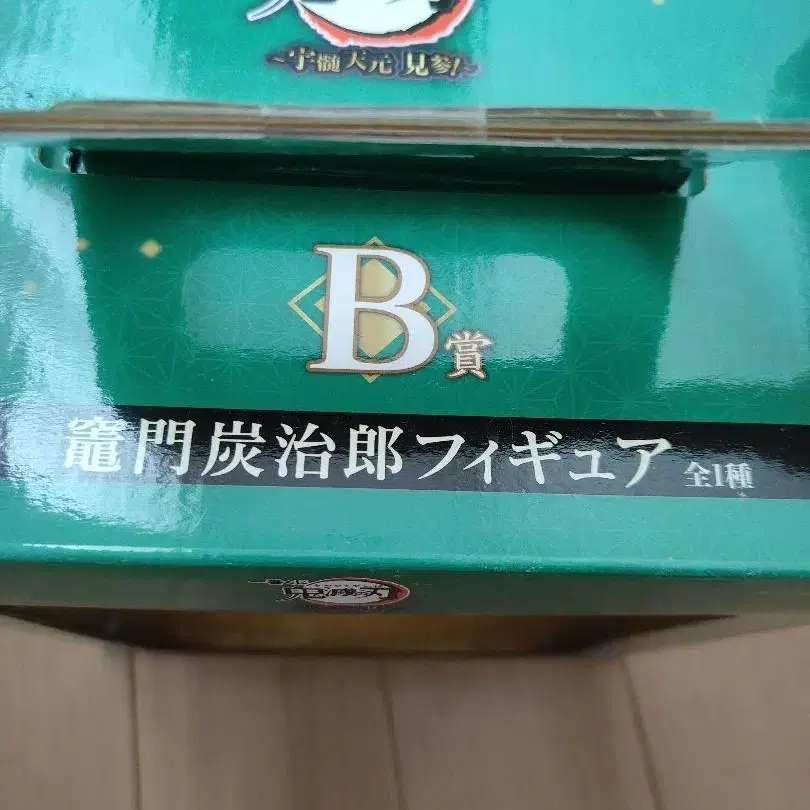 ~宇髄天元 見参!~
B賞
竈門炭治郎フィギュア 全1種